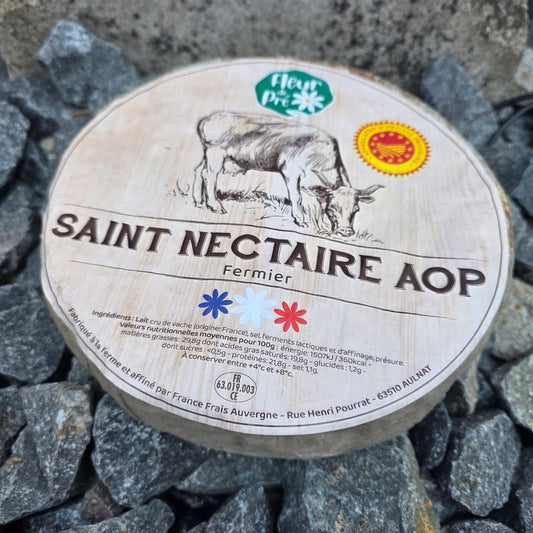 Fleur
de
Pré
SAINT NECTAIRE AOP
Fermier
Ingrédients : Lait cru de vache (origine: France), sel ferments lactiques et d'affinage, présure.
Valeurs nutritionnelles moyennes pour 100g : énergie: 1507kJ / 360kcal -
matières grasses: 29,8g dont acides gras saturés: 19,8g - glucides : 1,2g -
dont sucres : <0,5g - protéines: 21,8g - sel: 1,1g.
À conserver entre +4°c et +8°c.
FR
63.019.003
CE
Fabriqué à la ferme et affiné par France Frais Auvergne - Rue Henri Pourrat - 63510 AULNAT